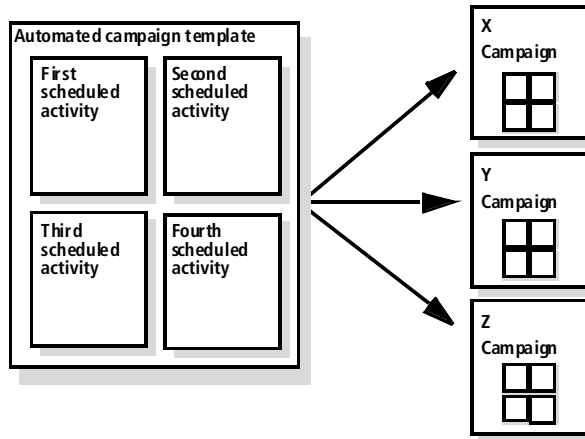 Automated campaign template
First
scheduled
activity
Second
scheduled
activity
Third
scheduled
activity
Fourth
scheduled
activity
X
Campaign
Y
Campaign
Z
Campaign